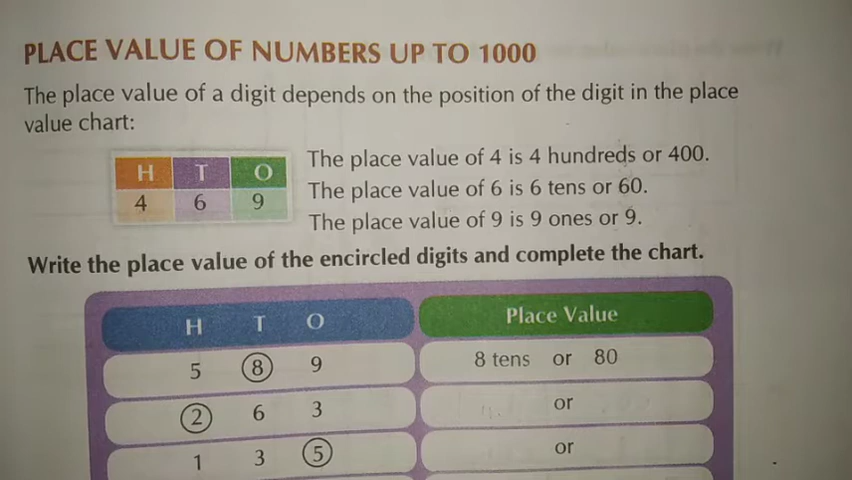 PLACE VALUE OF NUMBERS UP TO 1000
The place value of a digit depends on the position of the digit in the place
value chart:
H T O
4 6 9
The place value of 4 is 4 hundreds or 400.
The place value of 6 is 6 tens or 60.
The place value of 9 is 9 ones or 9.
Write the place value of the encircled digits and complete the chart.
H T O Place Value
5 8 9 8 tens or 80
2 6 3 or
1 3 5 or